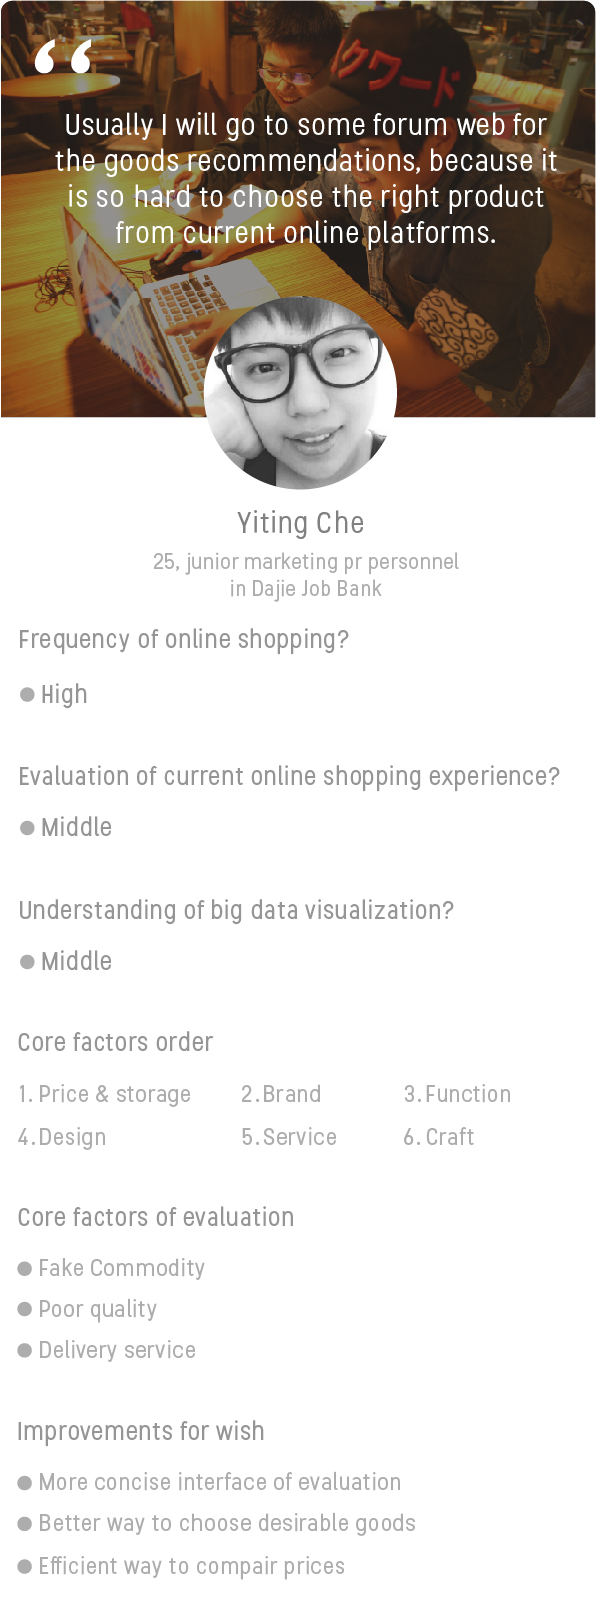 “
クワード
Usually I will go to some forum web for
the goods recommendations, because it
is so hard to choose the right product
from current online platforms.
Yiting Che
25, junior marketing pr personnel
in Dajie Job Bank
Frequency of online shopping?
● High
Evaluation of current online shopping experience?
● Middle
Understanding of big data visualization?
● Middle
Core factors order
1. Price & storage 2.Brand 3.Function
4.Design 5.Service 6. Craft
Core factors of evaluation
● Fake Commodity
● Poor quality
● Delivery service
Improvements for wish
● More concise interface of evaluation
● Better way to choose desirable goods
● Efficient way to compair prices